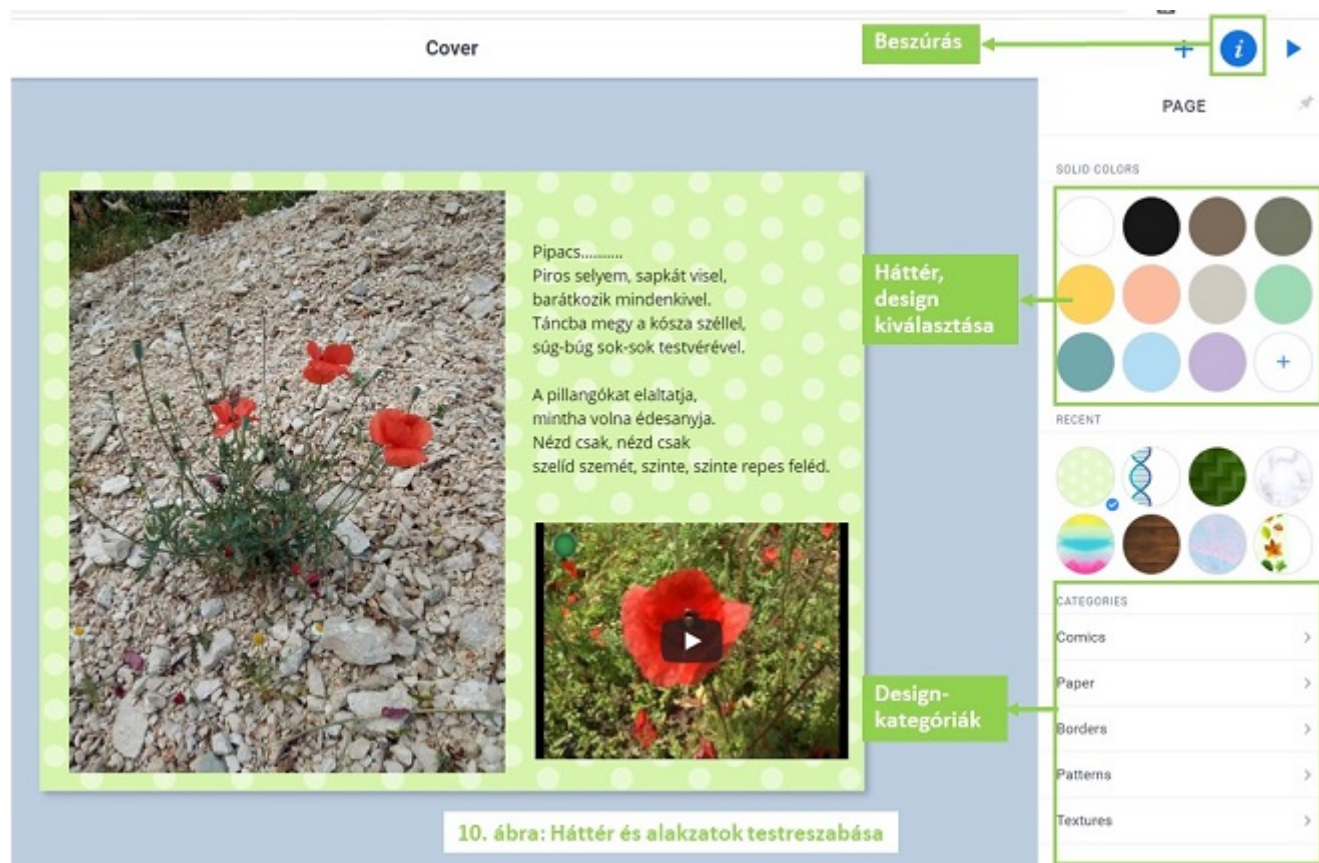 Cover
Beszúrás
+
i
PAGE
SOLID COLORS
Pipacs..........
Piros selyem, sapkát visel,
barátkozik mindenkivel.
Táncba megy a kósza széllel,
súg-búg sok-sok testvérével.
A pillangókat elaltatja,
mintha volna édesanyja.
Nézd csak, nézd csak
szelíd szemét, szinte, szinte repes feléd.
Háttér,
design
kiválasztása
+
RECENT
CATEGORIES
Comics
Paper
Borders
Patterns
Textures
Design-
kategóriák
10. ábra: Háttér és alakzatok testreszabása